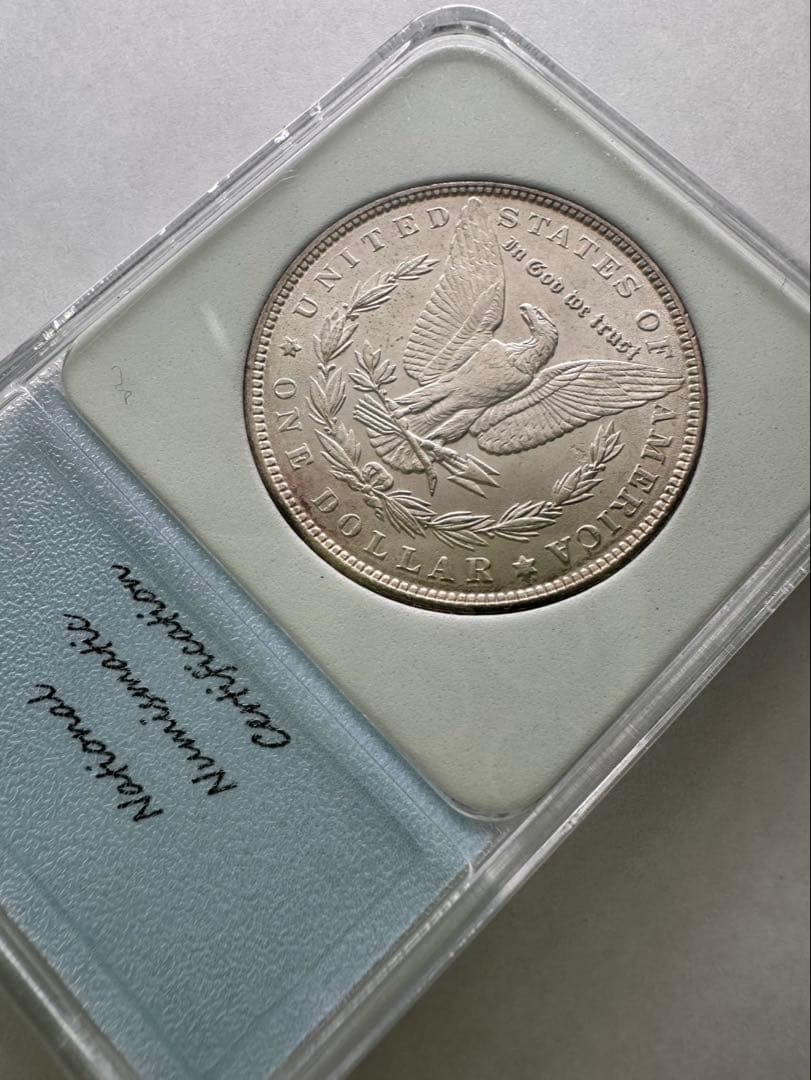 UNITED STATES OF AMERICA
In God we trust
ONE DOLLAR
National
Numismatic
Certification